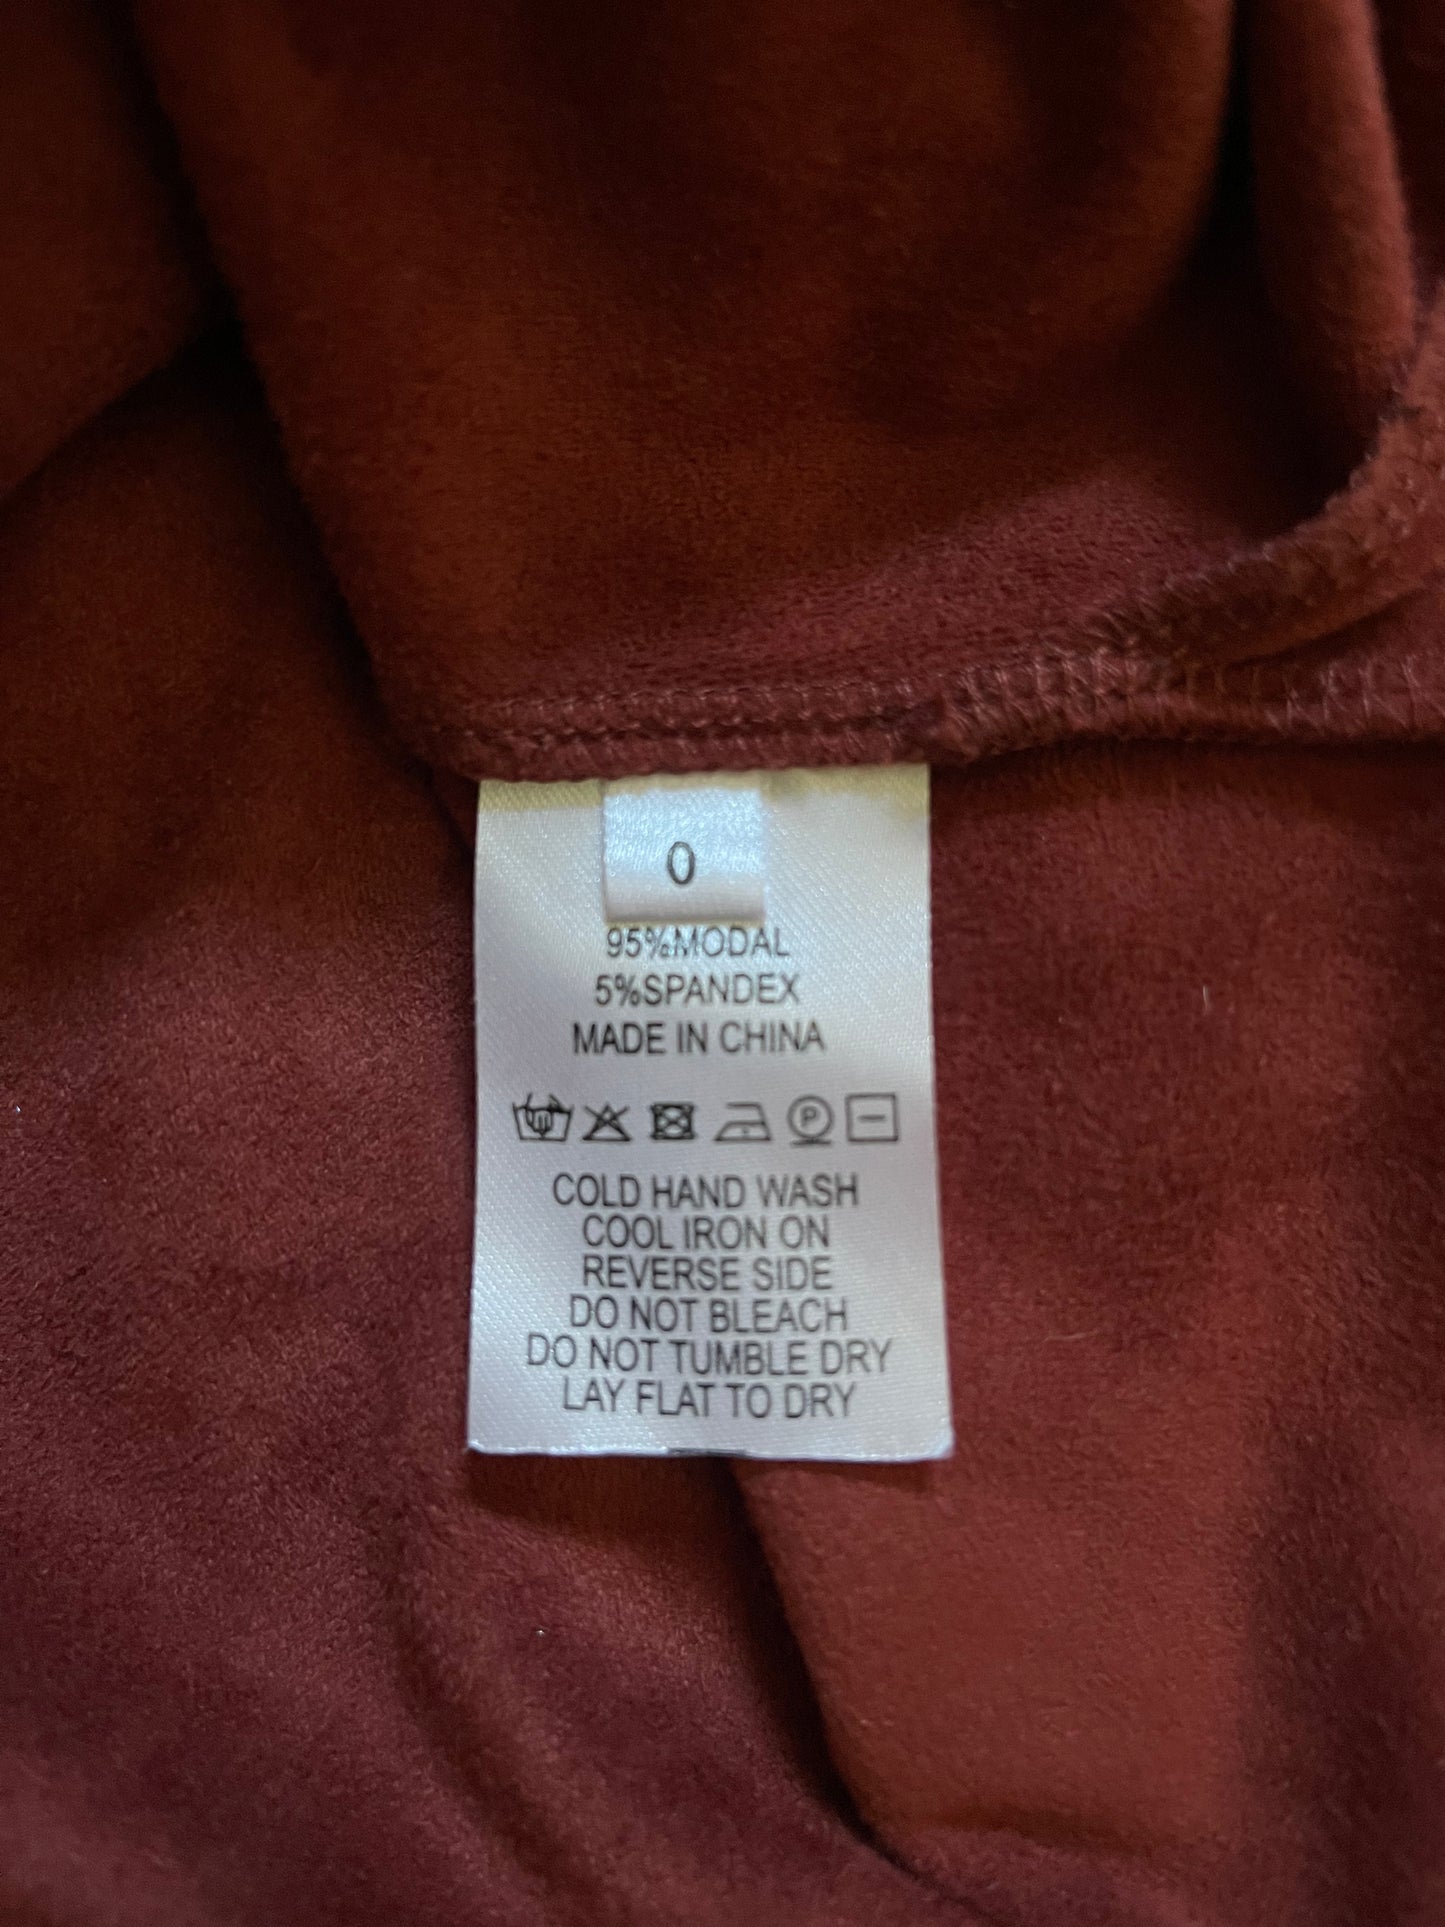 0
95%MODAL
5%SPANDEX
MADE IN CHINA
P
COLD HAND WASH
COOL IRON ON
REVERSE SIDE
DO NOT BLEACH
DO NOT TUMBLE DRY
LAY FLAT TO DRY